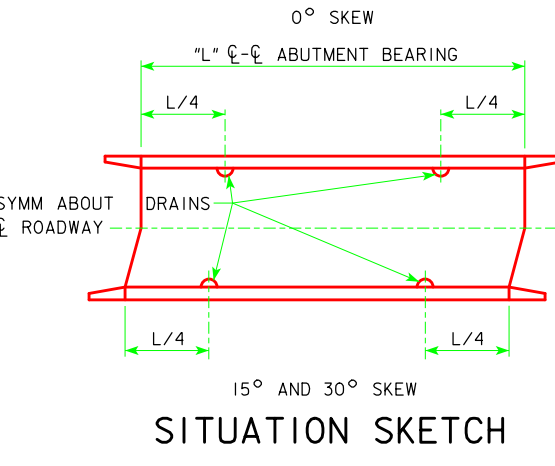 0° SKEW
"L" ℄-℄ ABUTMENT BEARING
L/4
L/4
SYMM ABOUT
℄ ROADWAY
DRAINS
L/4
L/4
15° AND 30° SKEW
SITUATION SKETCH